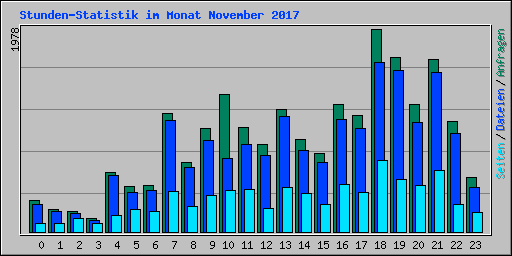 Stunden-Statistik im Monat November 2017
1978
Seiten / Dateien / Anfragen
0 1 2 3 4 5 6 7 8 9 10 11 12 13 14 15 16 17 18 19 20 21 22 23